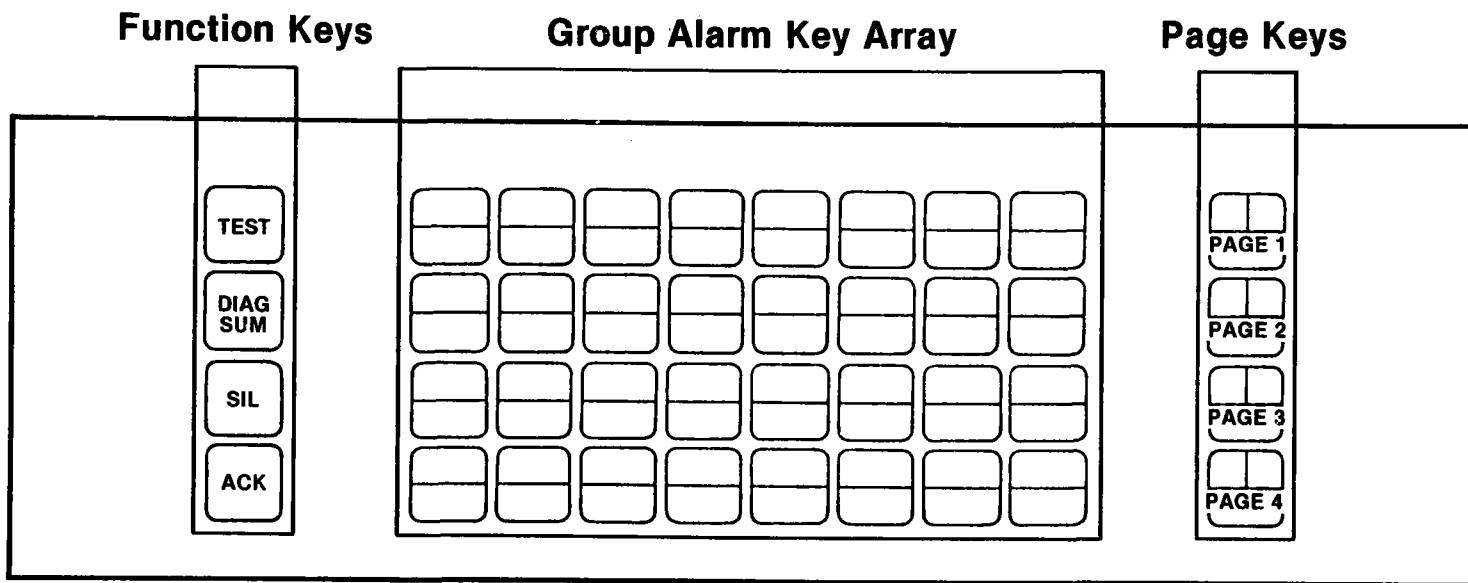 Function Keys
Group Alarm Key Array
Page Keys
TEST
DIAG
SUM
SIL
ACK
PAGE 1
PAGE 2
PAGE 3
PAGE 4